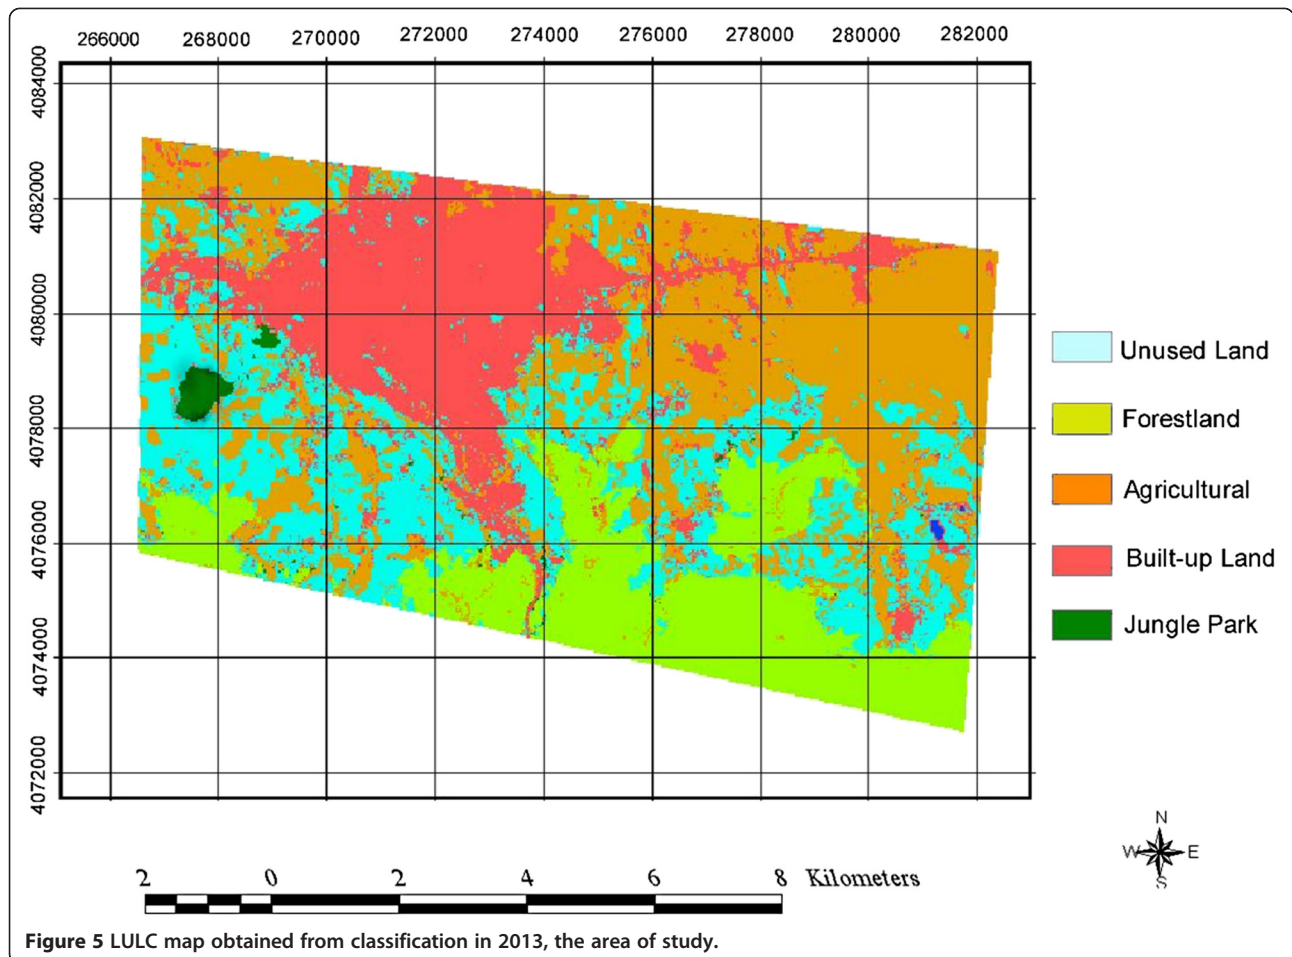 266000 268000 270000 272000 274000 276000 278000 280000 282000
4084000
4082000
4080000
4078000
4076000
4074000
4072000
Unused Land
Forestland
Agricultural
Built-up Land
Jungle Park
N
W E
S
2 0 2 4 6 8 Kilometers
Figure 5 LULC map obtained from classification in 2013, the area of study.